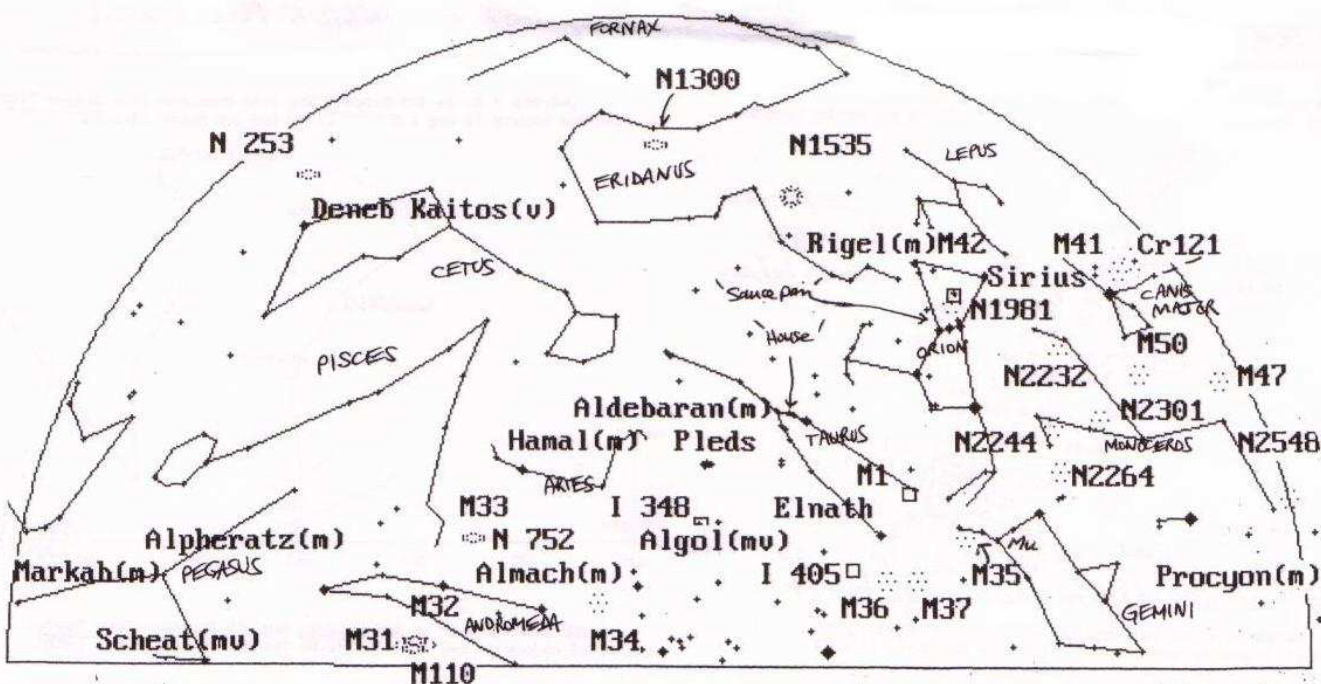 FORNAX
N1300
N 253
N1535
LEPUS
ERIDANUS
Deneb Kaitos(v)
Rigel(m)M42
M41
Cr121
CETUS
'Saucepan'
Sirius
CANIS
MAJOR
N1981
'House'
ORION
M50
PISCES
N2232
M47
Aldebaran(m)
N2301
Hamal(m)
Pleds
TAURUS
N2244
MONOCEROS
N2548
M1
N2264
ARIES
M33
I 348
Elnath
Alpheratz(m)
N 752
Algol(mv)
Mu
Markab(m)
PEGASUS
Almach(m)
I 405
M35
Procyon(m)
M32
ANDROMEDA
M36
M37
GEMINI
Scheat(mv)
M31
M34
M110